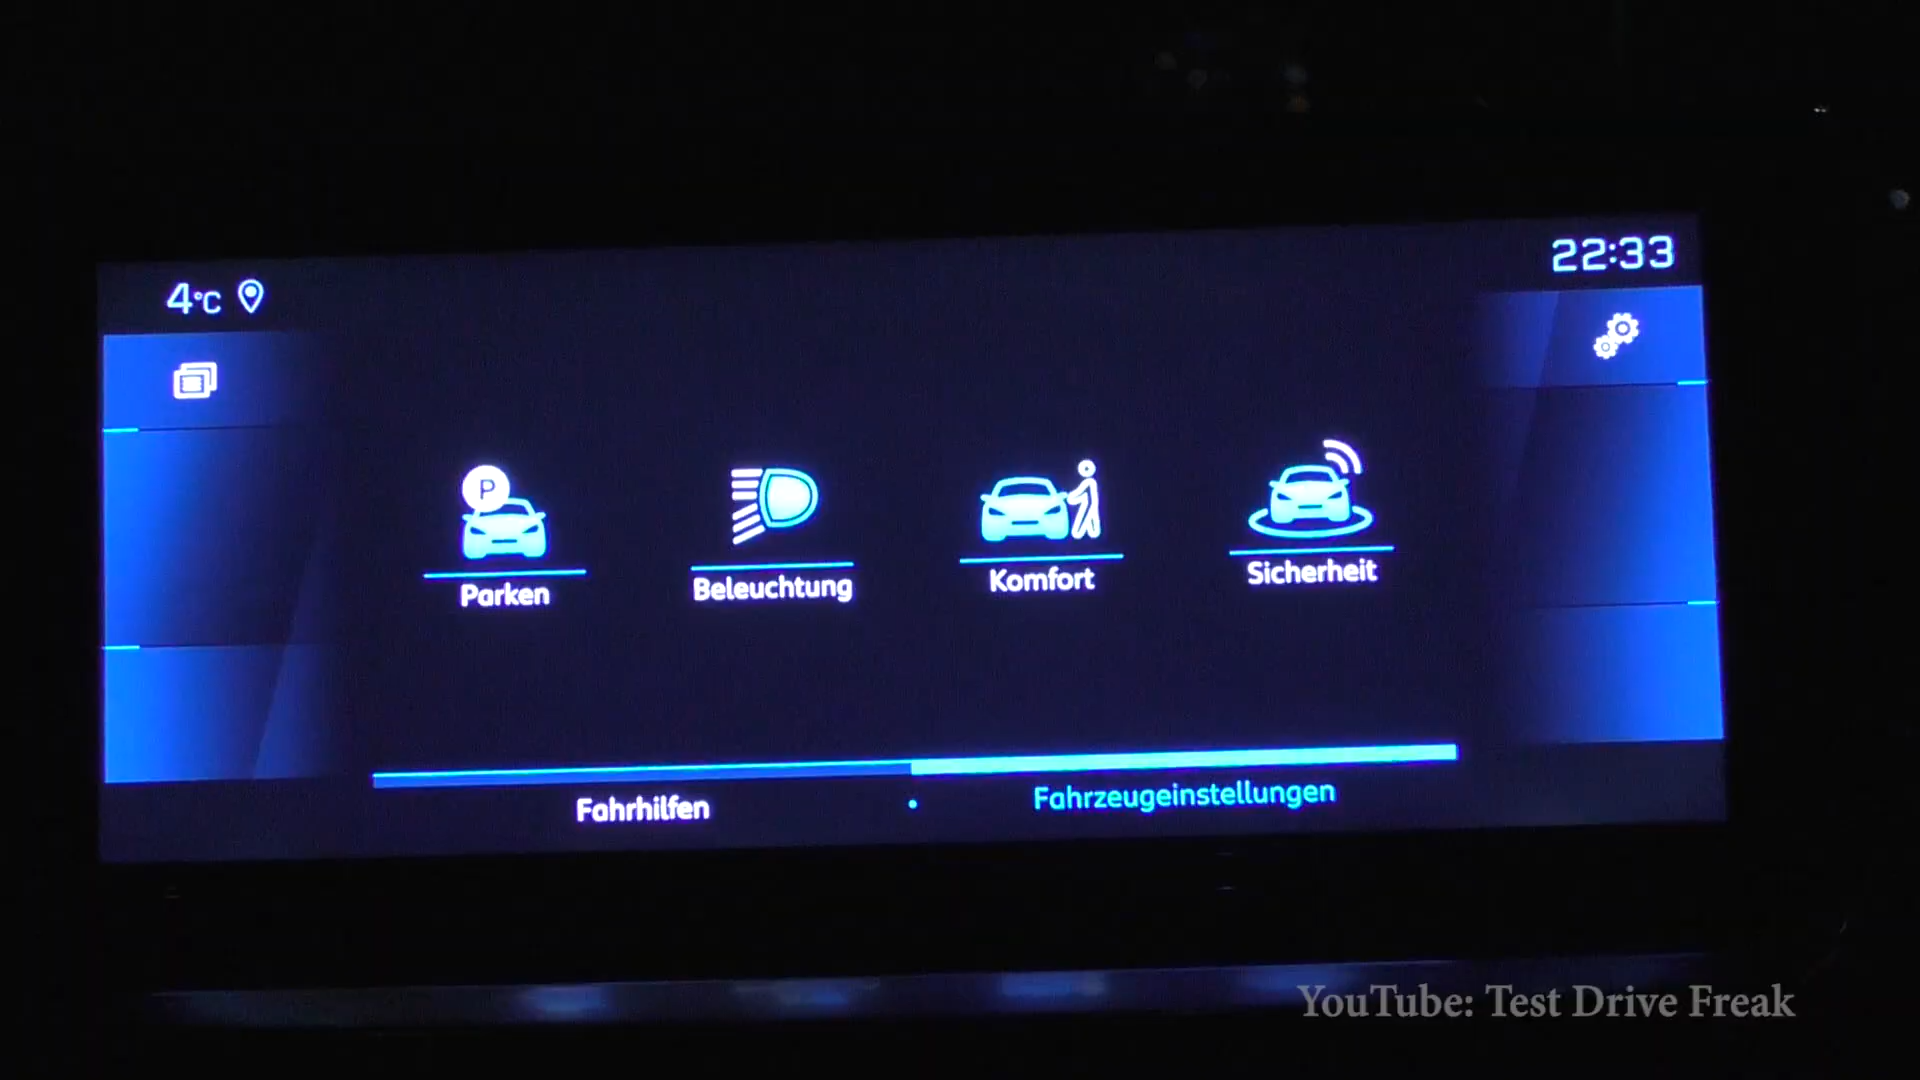 22:33
4°C
P
Parken
Beleuchtung
Komfort
Sicherheit
Fahrhilfen
Fahrzeugeinstellungen
YouTube: Test Drive Freak